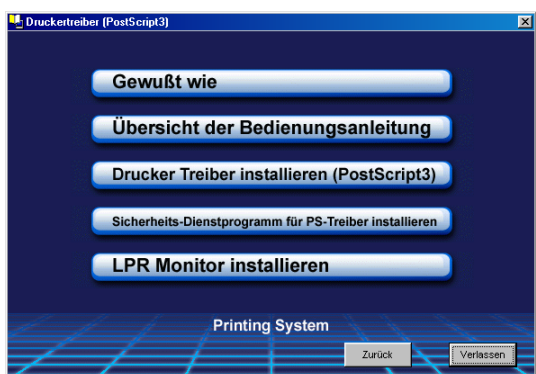 Druckertreiber (PostScript3)
Gewußt wie
Übersicht der Bedienungsanleitung
Drucker Treiber installieren (PostScript3)
Sicherheits-Dienstprogramm für PS-Treiber installieren
LPR Monitor installieren
Printing System
Zurück
Verlassen